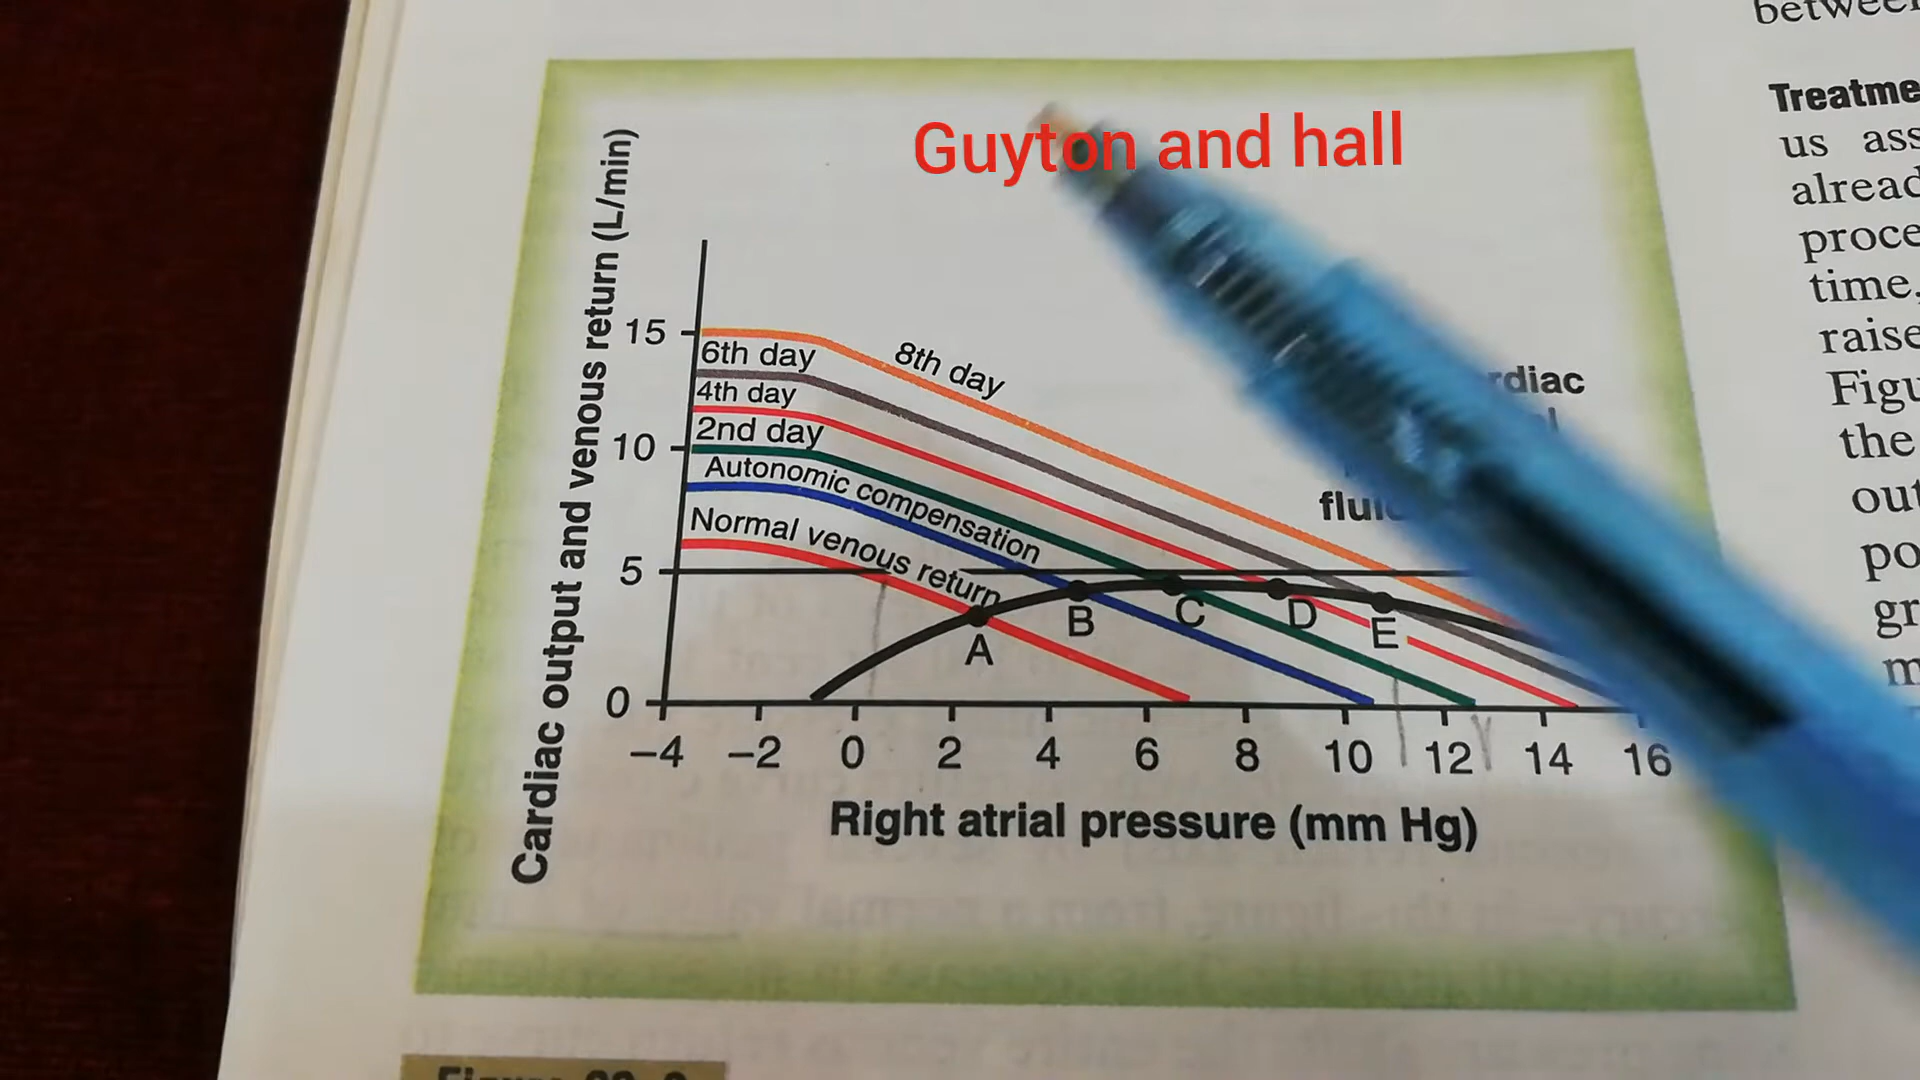 between
Guyton and hall
Treatme
us ass
alread
proce
time,
raise
Figu
the
out
po
gr
m
Cardiac output and venous return (L/min)
15
10
5
0
8th day
6th day
4th day
2nd day
Autonomic compensation
Normal venous return
rdiac
flui
A
B
C
D
E
−4 −2 0 2 4 6 8 10 12 14 16
Right atrial pressure (mm Hg)